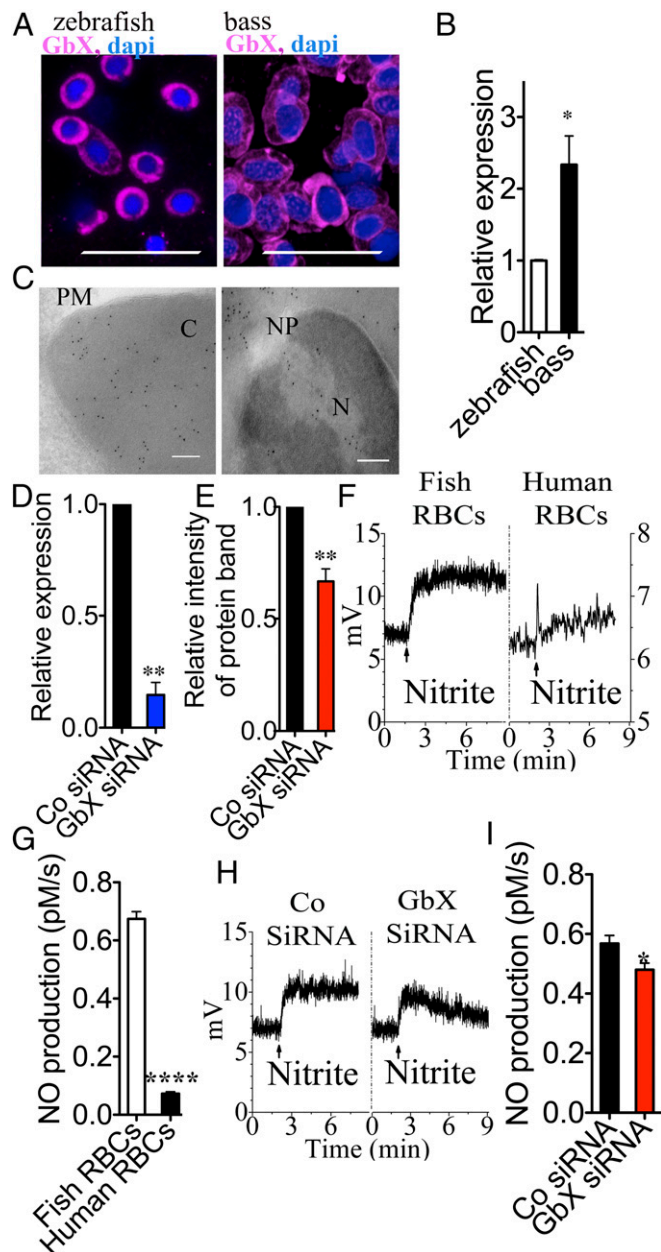 A
zebrafish
bass
GbX, dapi
GbX, dapi
B
Relative expression
3
2
1
0
*
zebrafish
bass
C
PM
C
NP
N
D
Relative expression
1.0
0.5
0.0
**
Co siRNA
GbX siRNA
E
Relative intensity
of protein band
1.0
0.5
0.0
**
Co siRNA
GbX siRNA
F
Fish
RBCs
Human
RBCs
mV
15
10
5
0
8
7
6
5
Nitrite
Nitrite
0 3 6 0 3 6 9
Time (min)
G
NO production (pM/s)
0.8
0.6
0.4
0.2
0.0
****
Fish RBCs
Human RBCs
H
Co
SiRNA
GbX
SiRNA
mV
15
10
5
0
Nitrite
Nitrite
0 3 6 0 3 6 9
Time (min)
I
NO production (pM/s)
0.8
0.6
0.4
0.2
0.0
*
Co siRNA
GbX siRNA